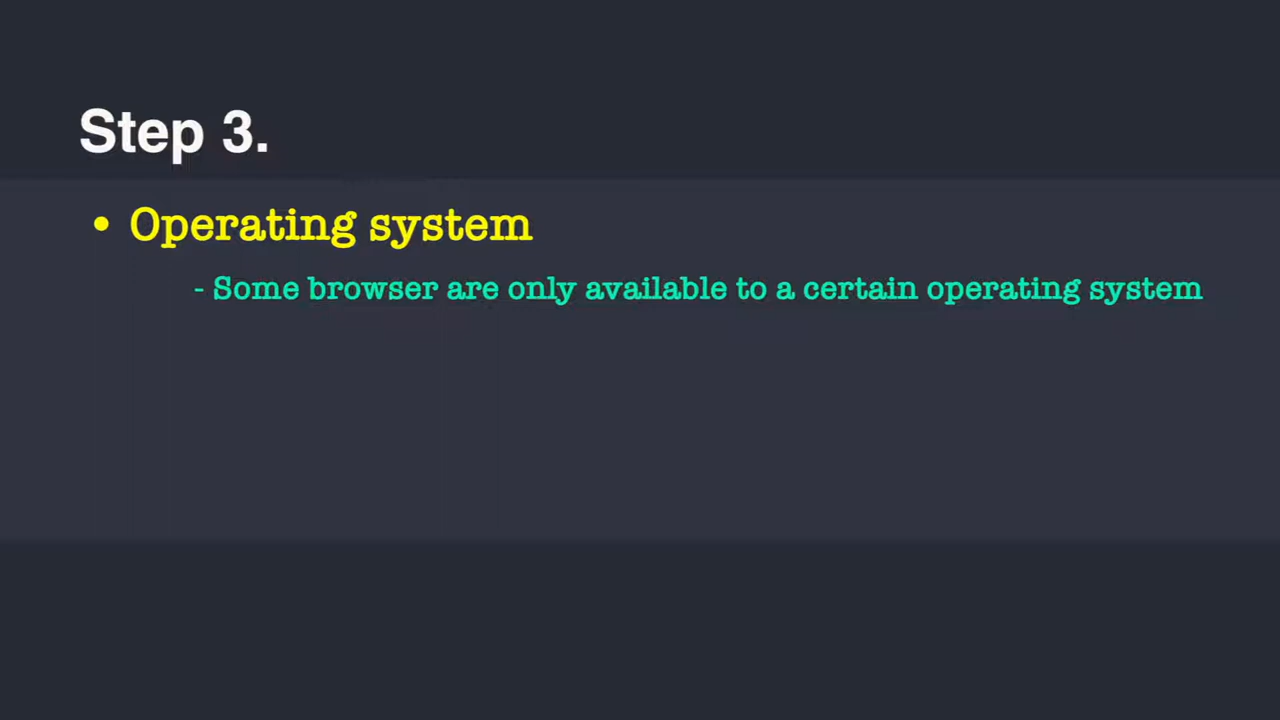 Step 3.
• Operating system
- Some browser are only available to a certain operating system